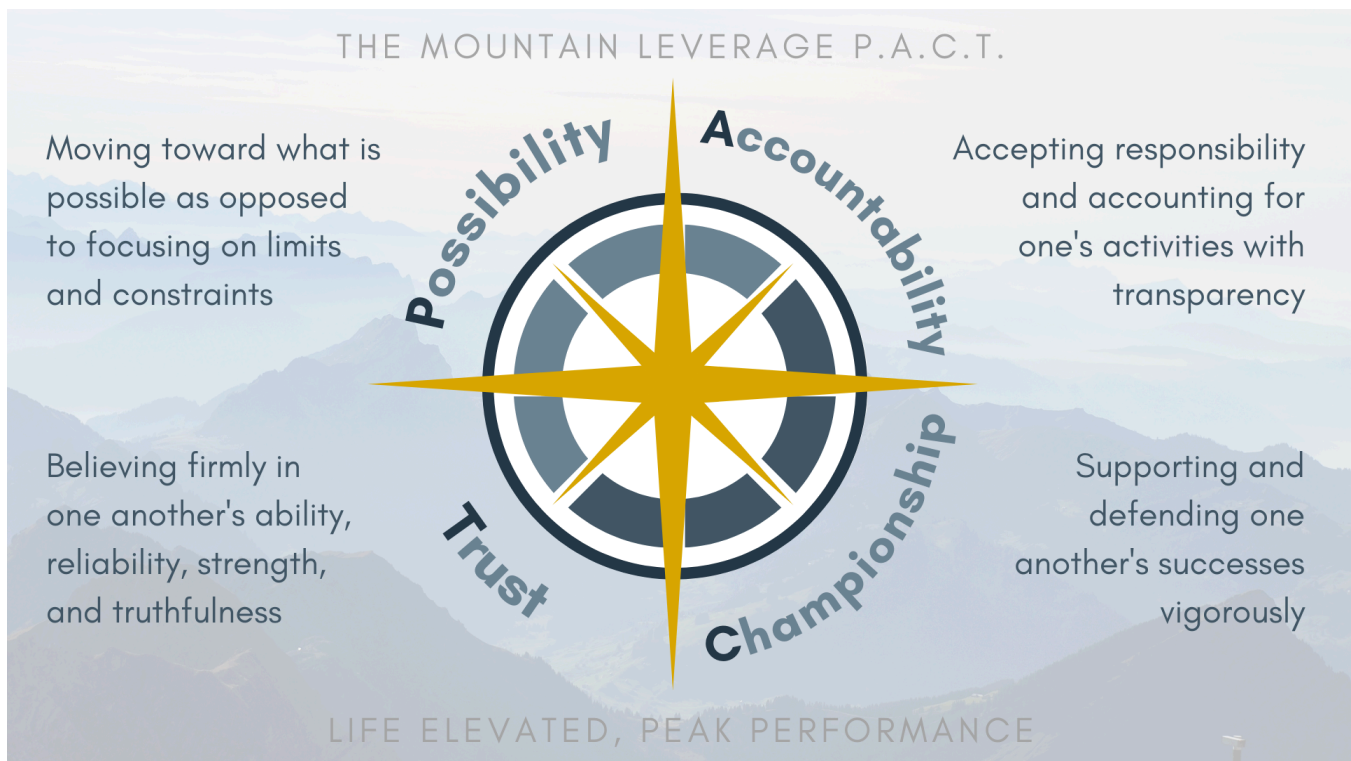 THE MOUNTAIN LEVERAGE P.A.C.T.
Possibility
Moving toward what is
possible as opposed
to focusing on limits
and constraints
Accountability
Accepting responsibility
and accounting for
one's activities with
transparency
Championship
Supporting and
defending one
another's successes
vigorously
Trust
Believing firmly in
one another's ability,
reliability, strength,
and truthfulness
LIFE ELEVATED, PEAK PERFORMANCE